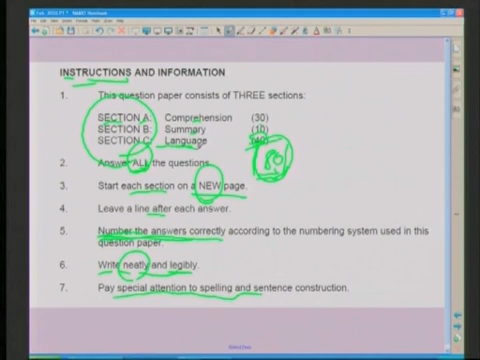 INSTRUCTIONS AND INFORMATION
1. This question paper consists of THREE sections:
SECTION A: Comprehension (30)
SECTION B: Summary (10)
SECTION C: Language (40)
80
2. Answer ALL the questions.
3. Start each section on a NEW page.
4. Leave a line after each answer.
5. Number the answers correctly according to the numbering system used in this
question paper.
6. Write neatly and legibly.
7. Pay special attention to spelling and sentence construction.